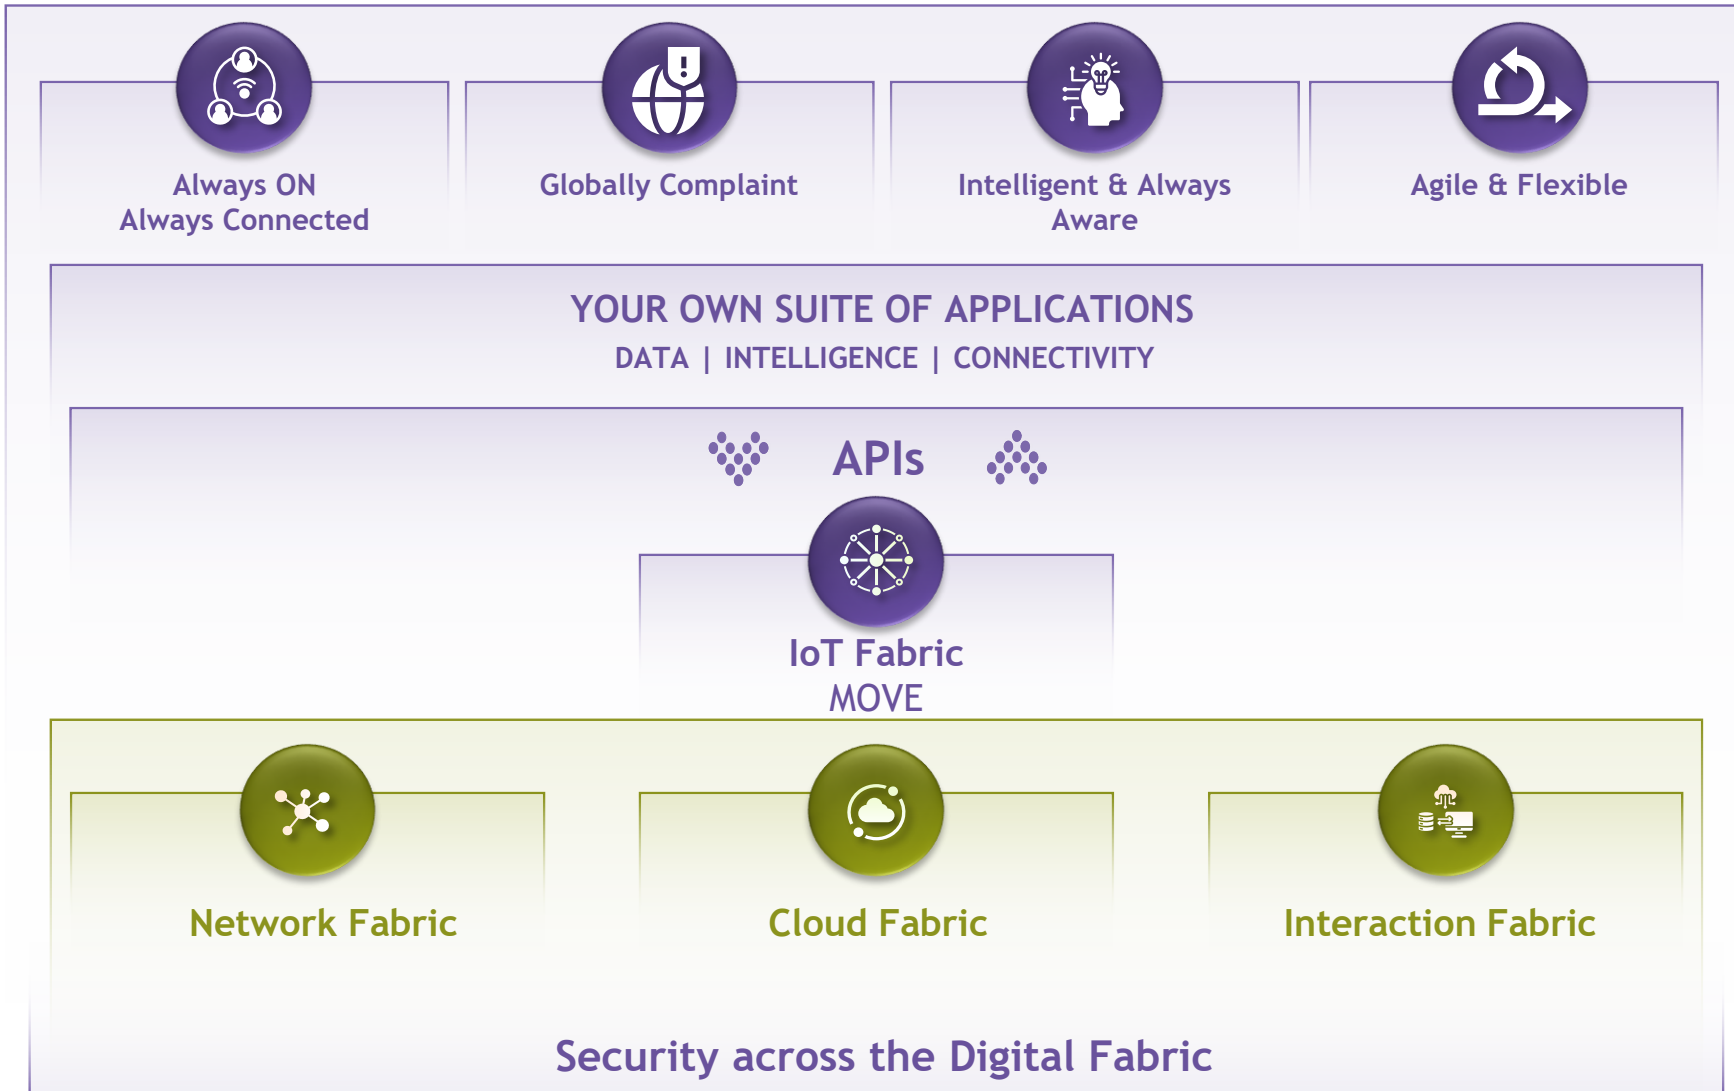 Always ON
Always Connected
Globally Complaint
Intelligent & Always
Aware
Agile & Flexible
YOUR OWN SUITE OF APPLICATIONS
DATA | INTELLIGENCE | CONNECTIVITY
APIs
IoT Fabric
MOVE
Network Fabric
Cloud Fabric
Interaction Fabric
Security across the Digital Fabric